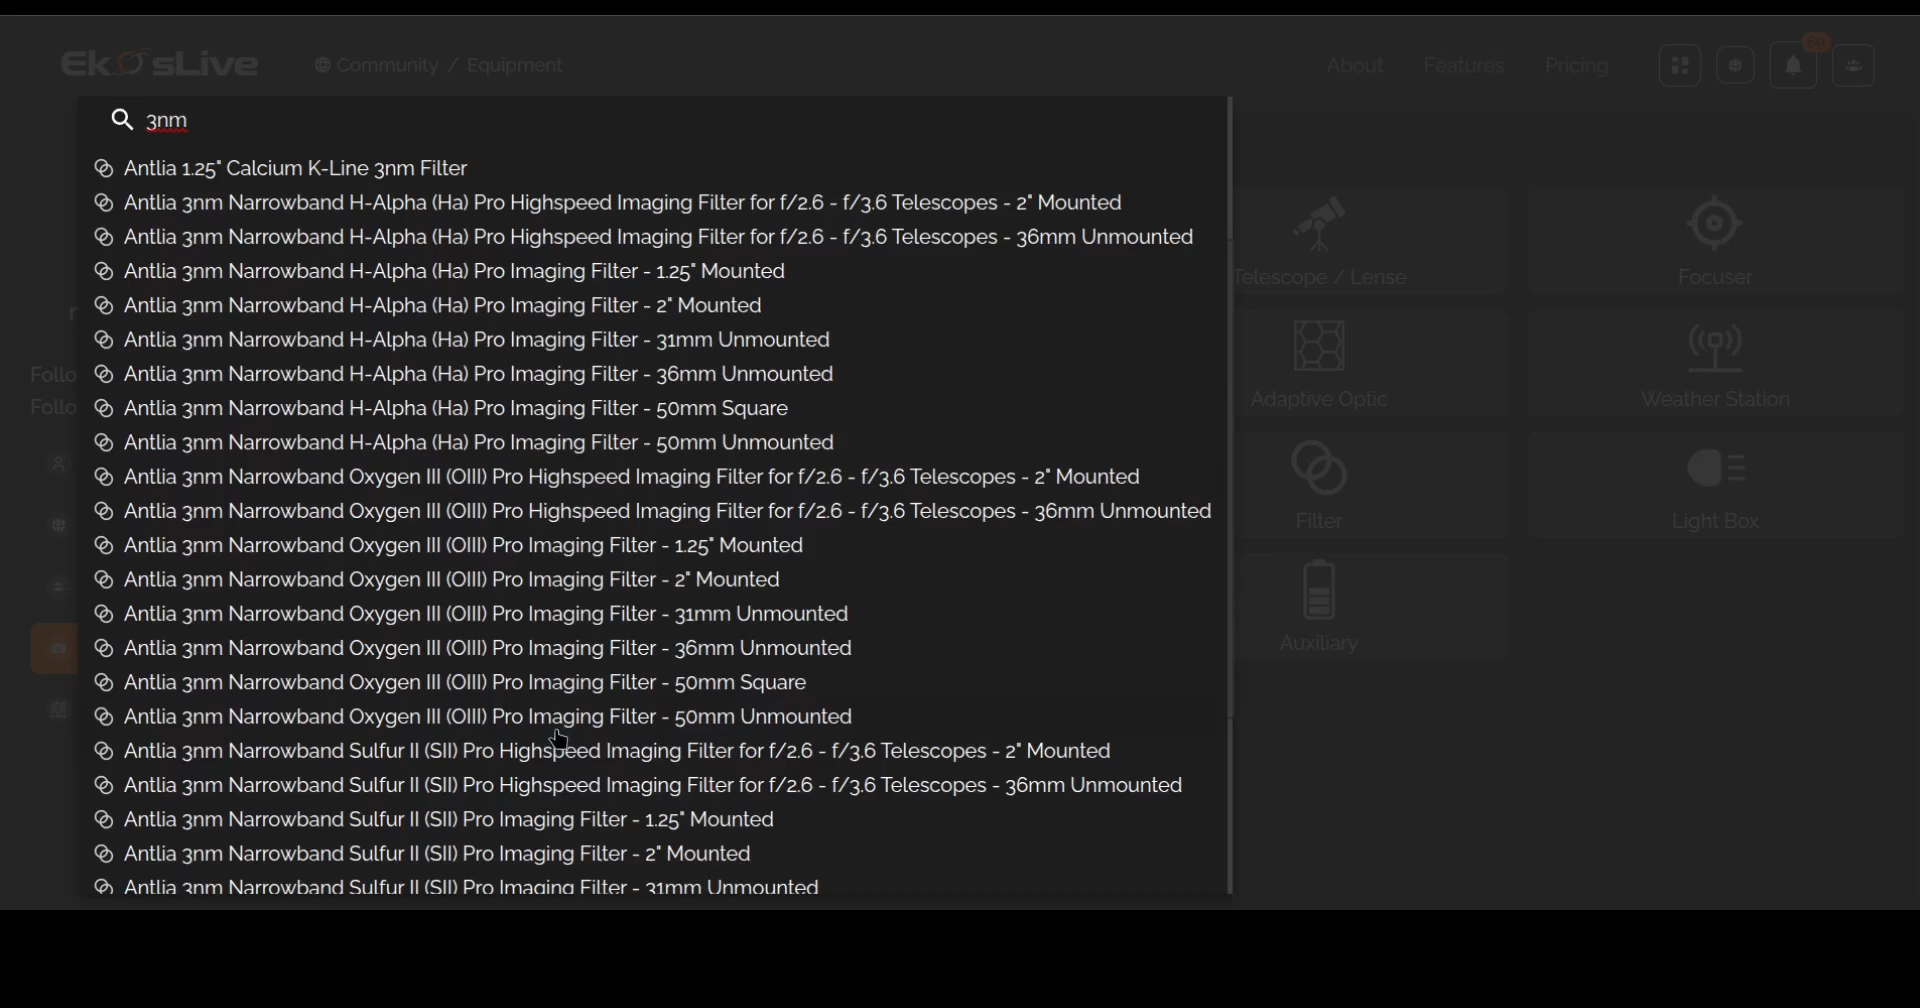 EkosLive
Community / Equipment
About
Features
Pricing
3nm
Antlia 1.25" Calcium K-Line 3nm Filter
Antlia 3nm Narrowband H-Alpha (Ha) Pro Highspeed Imaging Filter for f/2.6 - f/3.6 Telescopes - 2" Mounted
Antlia 3nm Narrowband H-Alpha (Ha) Pro Highspeed Imaging Filter for f/2.6 - f/3.6 Telescopes - 36mm Unmounted
Antlia 3nm Narrowband H-Alpha (Ha) Pro Imaging Filter - 1.25" Mounted
Antlia 3nm Narrowband H-Alpha (Ha) Pro Imaging Filter - 2" Mounted
Antlia 3nm Narrowband H-Alpha (Ha) Pro Imaging Filter - 31mm Unmounted
Antlia 3nm Narrowband H-Alpha (Ha) Pro Imaging Filter - 36mm Unmounted
Antlia 3nm Narrowband H-Alpha (Ha) Pro Imaging Filter - 50mm Square
Antlia 3nm Narrowband H-Alpha (Ha) Pro Imaging Filter - 50mm Unmounted
Antlia 3nm Narrowband Oxygen III (OIII) Pro Highspeed Imaging Filter for f/2.6 - f/3.6 Telescopes - 2" Mounted
Antlia 3nm Narrowband Oxygen III (OIII) Pro Highspeed Imaging Filter for f/2.6 - f/3.6 Telescopes - 36mm Unmounted
Antlia 3nm Narrowband Oxygen III (OIII) Pro Imaging Filter - 1.25" Mounted
Antlia 3nm Narrowband Oxygen III (OIII) Pro Imaging Filter - 2" Mounted
Antlia 3nm Narrowband Oxygen III (OIII) Pro Imaging Filter - 31mm Unmounted
Antlia 3nm Narrowband Oxygen III (OIII) Pro Imaging Filter - 36mm Unmounted
Antlia 3nm Narrowband Oxygen III (OIII) Pro Imaging Filter - 50mm Square
Antlia 3nm Narrowband Oxygen III (OIII) Pro Imaging Filter - 50mm Unmounted
Antlia 3nm Narrowband Sulfur II (SII) Pro Highspeed Imaging Filter for f/2.6 - f/3.6 Telescopes - 2" Mounted
Antlia 3nm Narrowband Sulfur II (SII) Pro Highspeed Imaging Filter for f/2.6 - f/3.6 Telescopes - 36mm Unmounted
Antlia 3nm Narrowband Sulfur II (SII) Pro Imaging Filter - 1.25" Mounted
Antlia 3nm Narrowband Sulfur II (SII) Pro Imaging Filter - 2" Mounted
Antlia 3nm Narrowband Sulfur II (SII) Pro Imaging Filter - 31mm Unmounted
Follo
Follo
Telescope / Lense
Focuser
Adaptive Optic
Weather Station
Filter
Light Box
Auxiliary